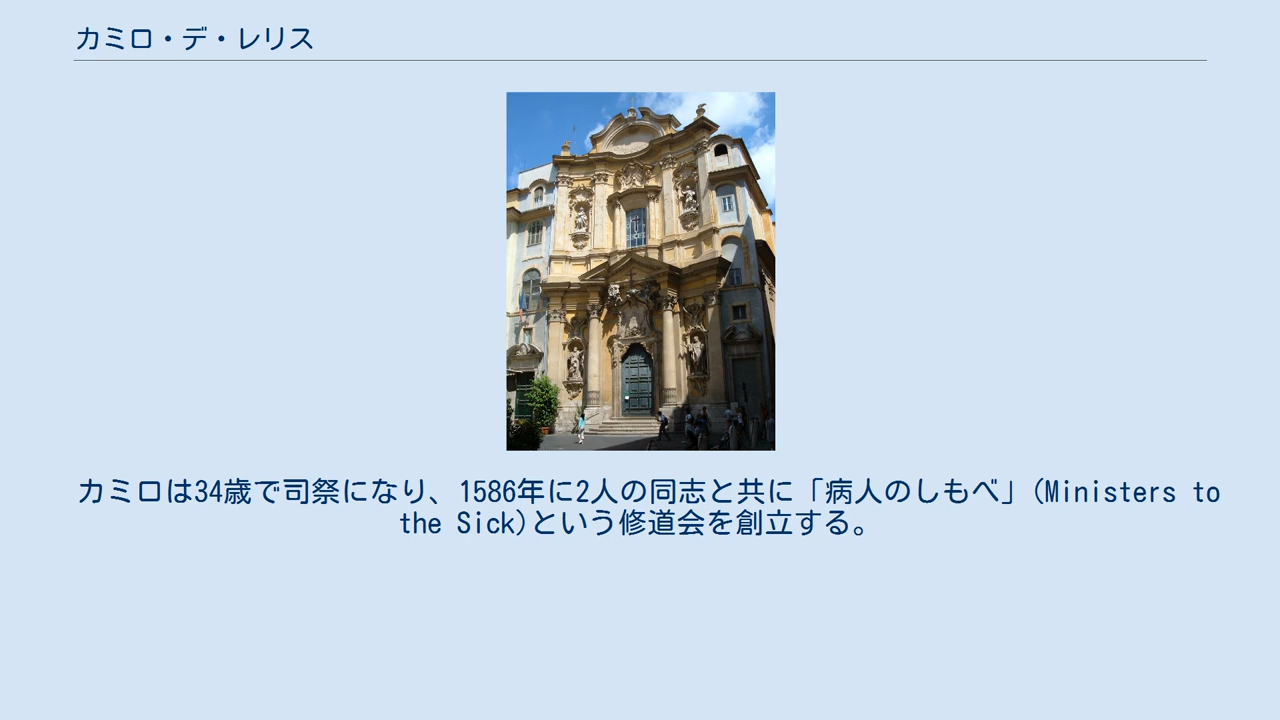 カミロ・デ・レリス
カミロは34歳で司祭になり、1586年に2人の同志と共に「病人のしもべ」(Ministers to
the Sick)という修道会を創立する。